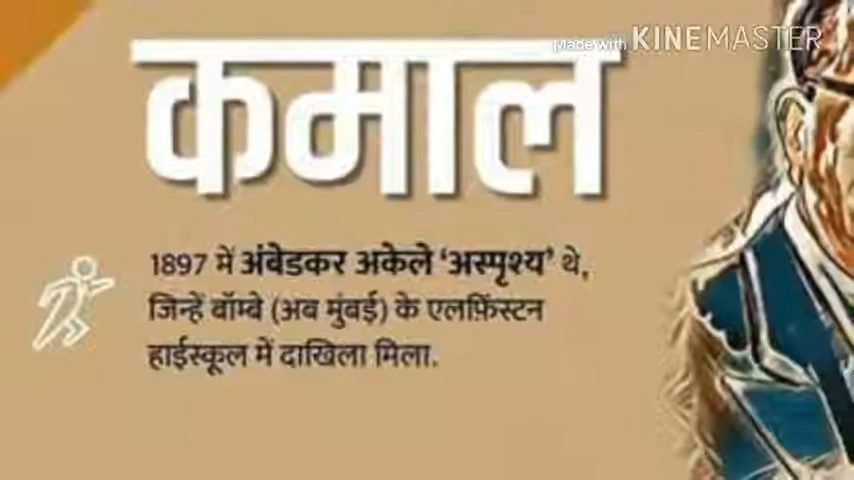 Made with KINEMASTER
कमाल
1897 में अंबेडकर अकेले ‘अस्पृश्य’ थे,
जिन्हें बॉम्बे (अब मुंबई) के एलफ़िंस्टन
हाईस्कूल में दाखिला मिला.